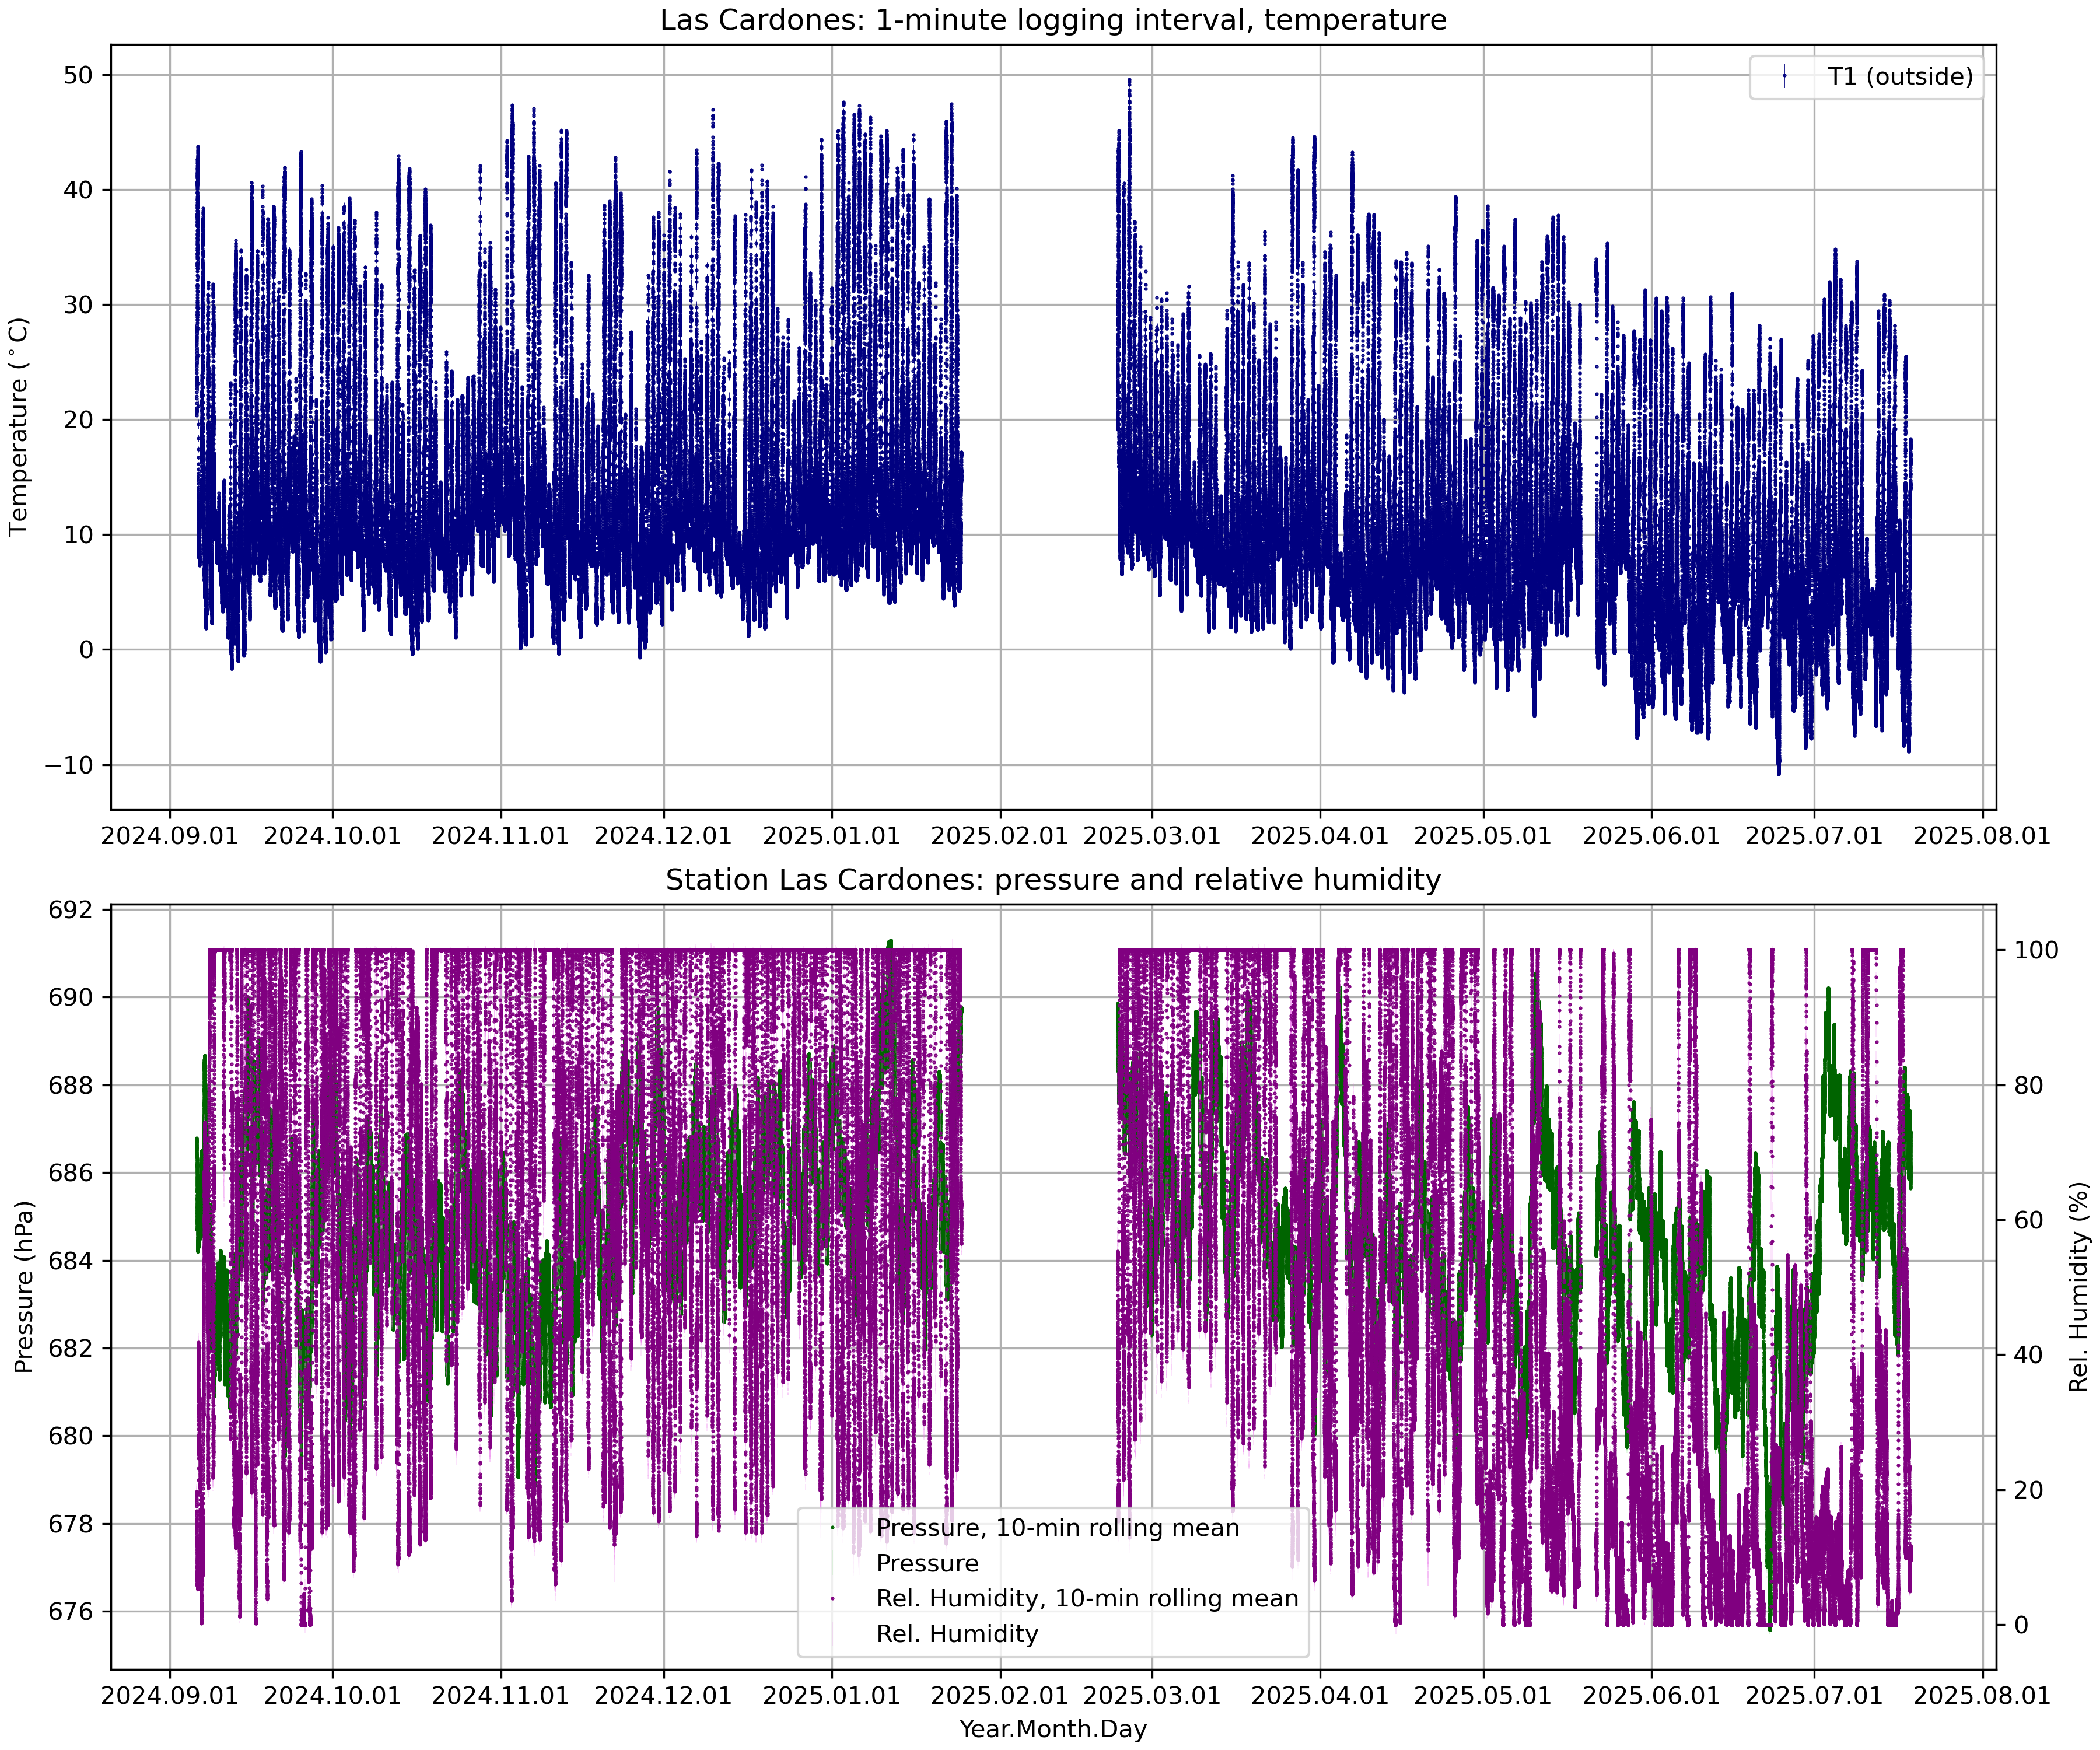 Las Cardones: 1-minute logging interval, temperature
50
40
30
20
10
0
−10
Temperature (°C)
T1 (outside)
2024.09.01 2024.10.01 2024.11.01 2024.12.01 2025.01.01 2025.02.01 2025.03.01 2025.04.01 2025.05.01 2025.06.01 2025.07.01 2025.08.01
Station Las Cardones: pressure and relative humidity
692
690
688
686
684
682
680
678
676
Pressure (hPa)
100
80
60
40
20
0
Rel. Humidity (%)
Pressure, 10-min rolling mean
Pressure
Rel. Humidity, 10-min rolling mean
Rel. Humidity
2024.09.01 2024.10.01 2024.11.01 2024.12.01 2025.01.01 2025.02.01 2025.03.01 2025.04.01 2025.05.01 2025.06.01 2025.07.01 2025.08.01
Year.Month.Day